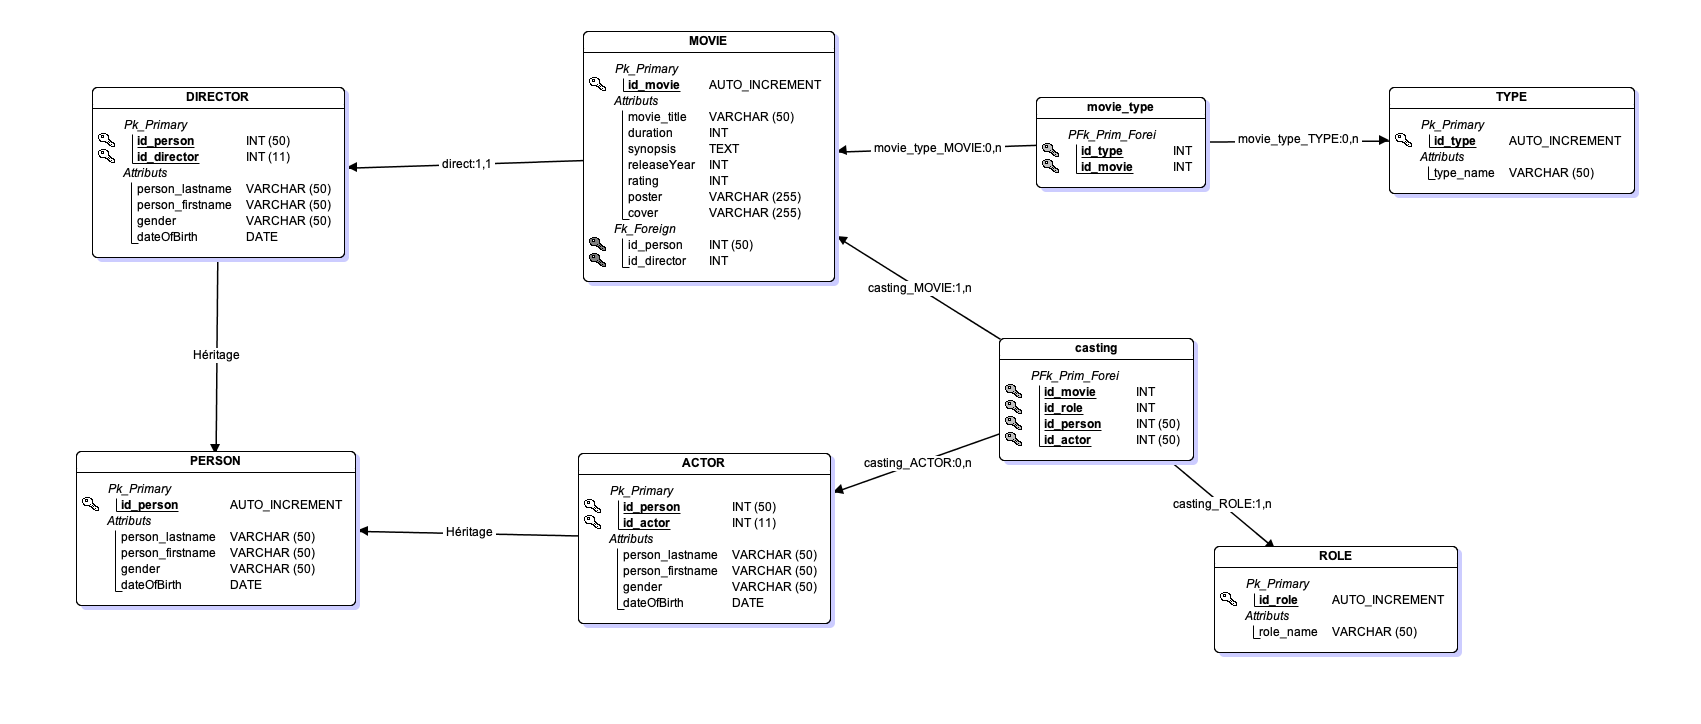 MOVIE
Pk_Primary
id_movie AUTO_INCREMENT
Attributs
movie_title VARCHAR (50)
duration INT
synopsis TEXT
releaseYear INT
rating INT
poster VARCHAR (255)
cover VARCHAR (255)
Fk_Foreign
id_person INT (50)
id_director INT
DIRECTOR
Pk_Primary
id_person INT (50)
id_director INT (11)
Attributs
person_lastname VARCHAR (50)
person_firstname VARCHAR (50)
gender VARCHAR (50)
dateOfBirth DATE
direct:1,1
movie_type_MOVIE:0,n
movie_type
PFk_Prim_Forei
id_type INT
id_movie INT
movie_type_TYPE:0,n
TYPE
Pk_Primary
id_type AUTO_INCREMENT
Attributs
type_name VARCHAR (50)
casting_MOVIE:1,n
Héritage
casting
PFk_Prim_Forei
id_movie INT
id_role INT
id_person INT (50)
id_actor INT (50)
PERSON
Pk_Primary
id_person AUTO_INCREMENT
Attributs
person_lastname VARCHAR (50)
person_firstname VARCHAR (50)
gender VARCHAR (50)
dateOfBirth DATE
Héritage
ACTOR
Pk_Primary
id_person INT (50)
id_actor INT (11)
Attributs
person_lastname VARCHAR (50)
person_firstname VARCHAR (50)
gender VARCHAR (50)
dateOfBirth DATE
casting_ACTOR:0,n
casting_ROLE:1,n
ROLE
Pk_Primary
id_role AUTO_INCREMENT
Attributs
role_name VARCHAR (50)